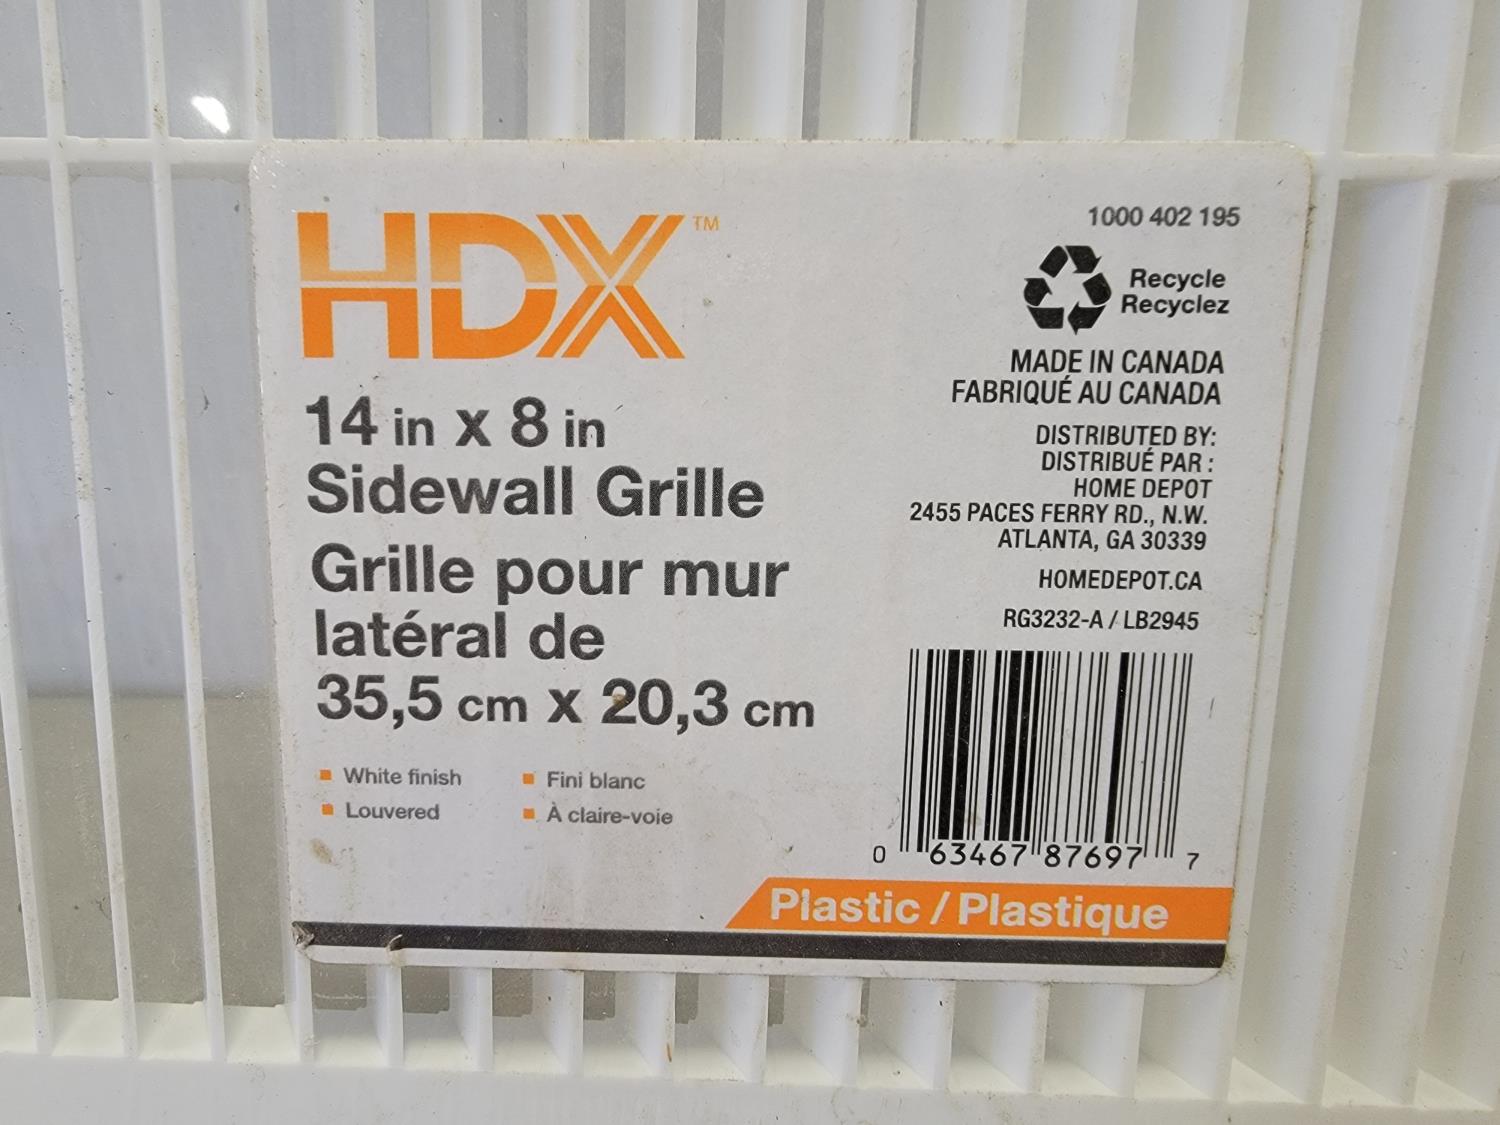 HDX™
14 in x 8 in
Sidewall Grille
Grille pour mur
latéral de
35,5 cm x 20,3 cm
White finish
Louvered
Fini blanc
À claire-voie
1000 402 195
Recycle
Recyclez
MADE IN CANADA
FABRIQUÉ AU CANADA
DISTRIBUTED BY:
DISTRIBUÉ PAR :
HOME DEPOT
2455 PACES FERRY RD., N.W.
ATLANTA, GA 30339
HOMEDEPOT.CA
RG3232-A / LB2945
0 63467 87697 7
Plastic / Plastique